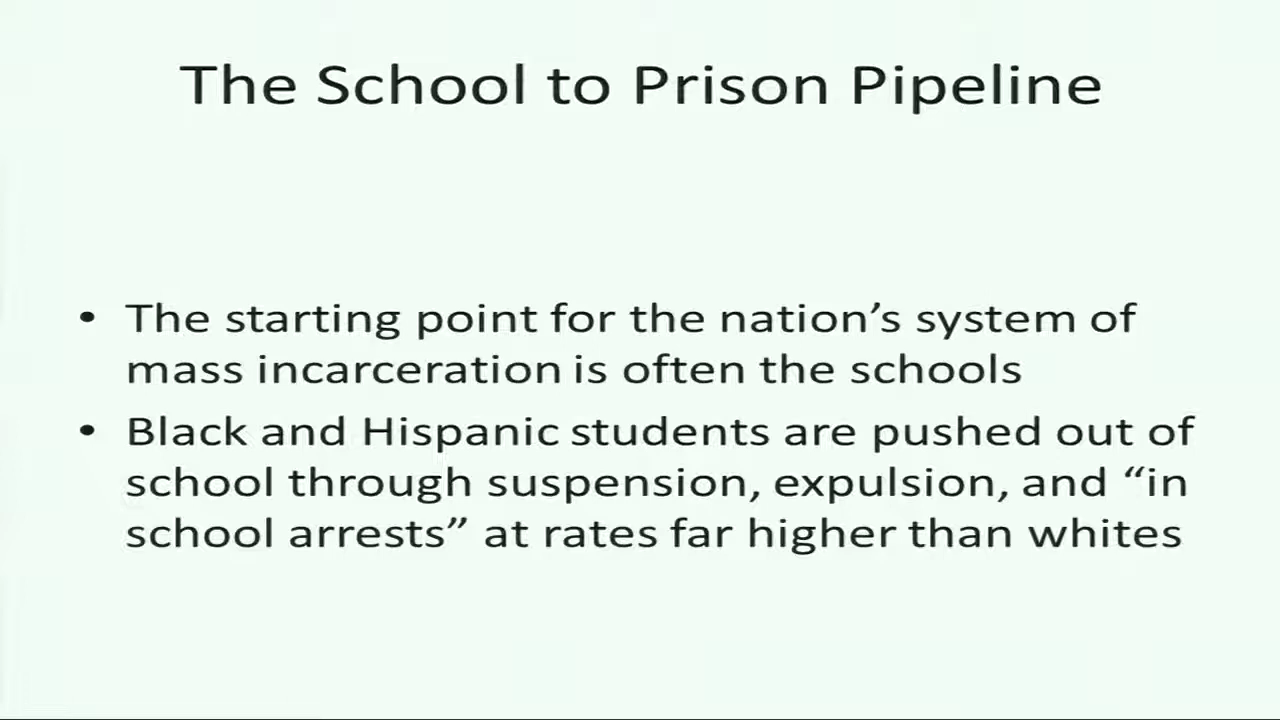 The School to Prison Pipeline
• The starting point for the nation’s system of
mass incarceration is often the schools
• Black and Hispanic students are pushed out of
school through suspension, expulsion, and “in
school arrests” at rates far higher than whites